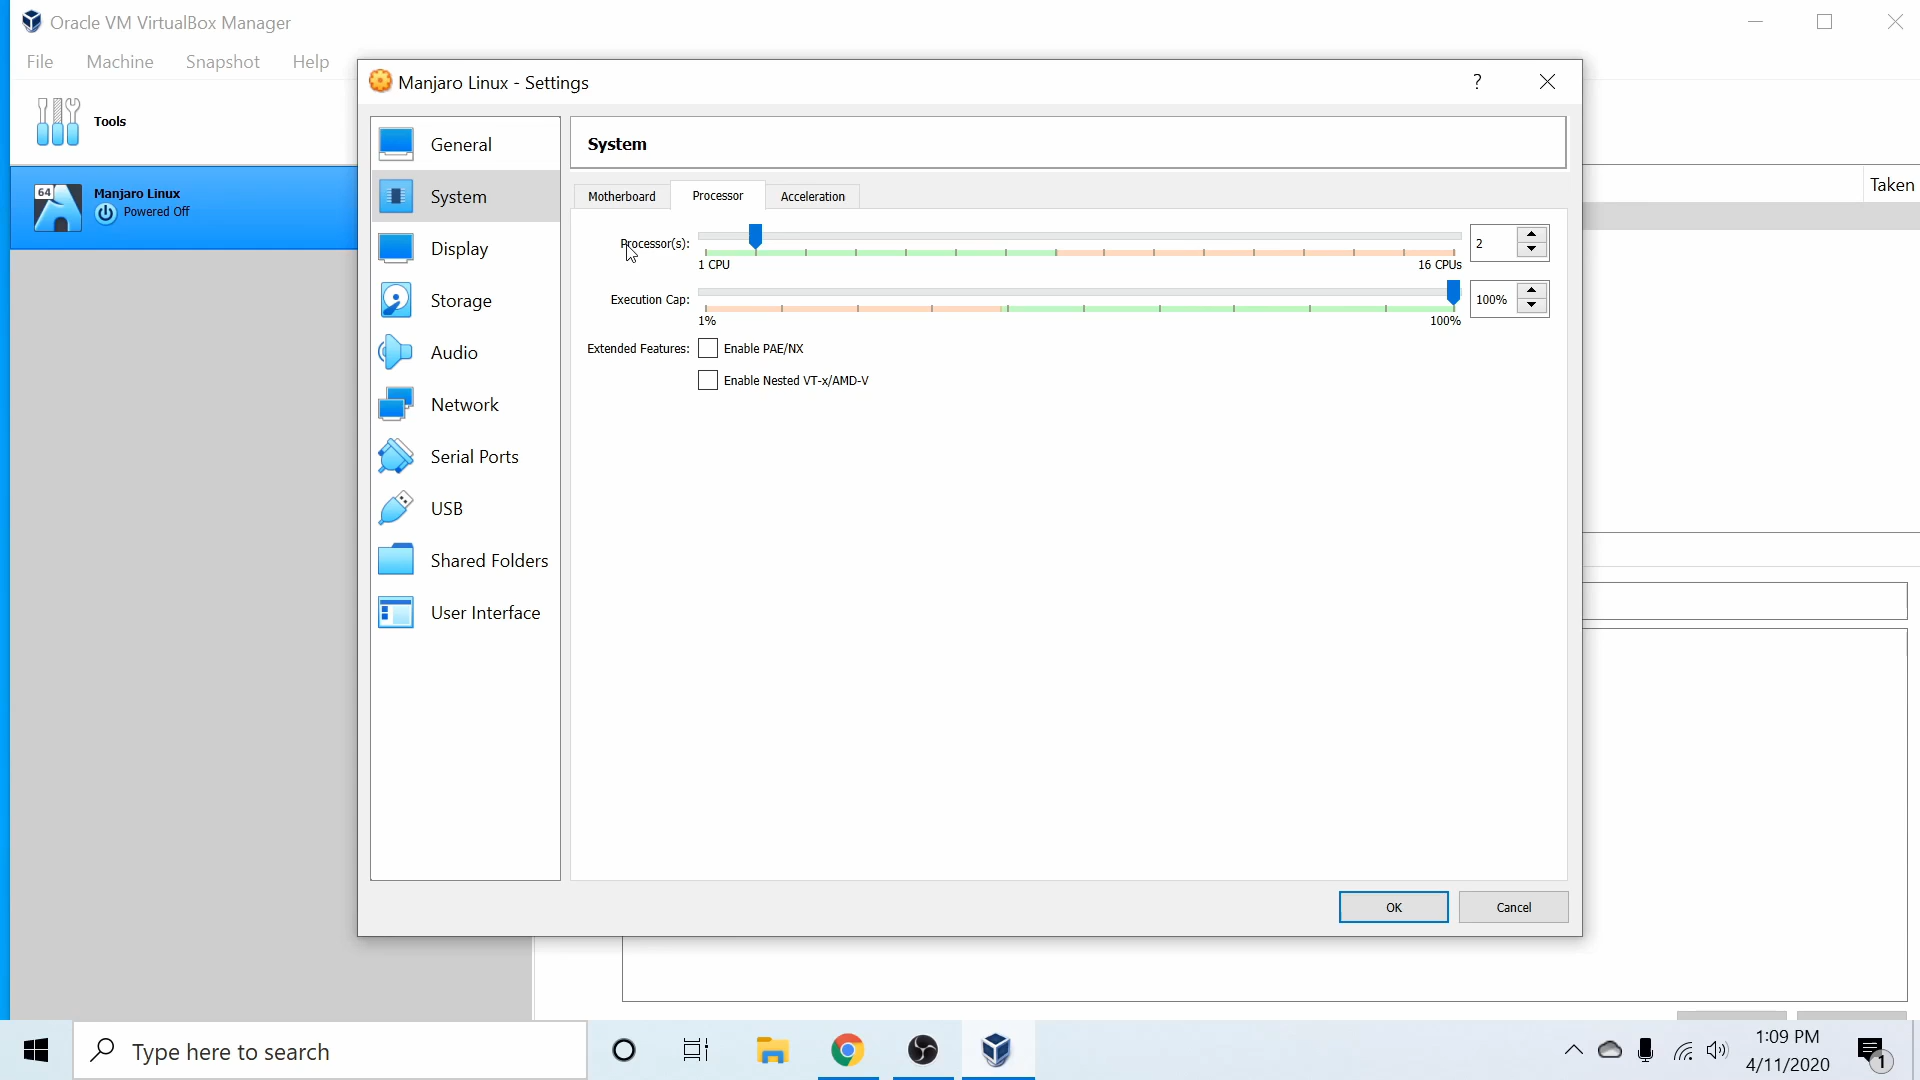 Oracle VM VirtualBox Manager
File Machine Snapshot Help
Manjaro Linux - Settings
?
Tools
64
Manjaro Linux
Powered Off
General
System
Display
Storage
Audio
Network
Serial Ports
USB
Shared Folders
User Interface
System
Motherboard Processor Acceleration
Processor(s): 2
1 CPU 16 CPUs
Execution Cap: 100%
1% 100%
Extended Features: Enable PAE/NX
Enable Nested VT-x/AMD-V
OK Cancel
Taken
Type here to search
1:09 PM
4/11/2020
1